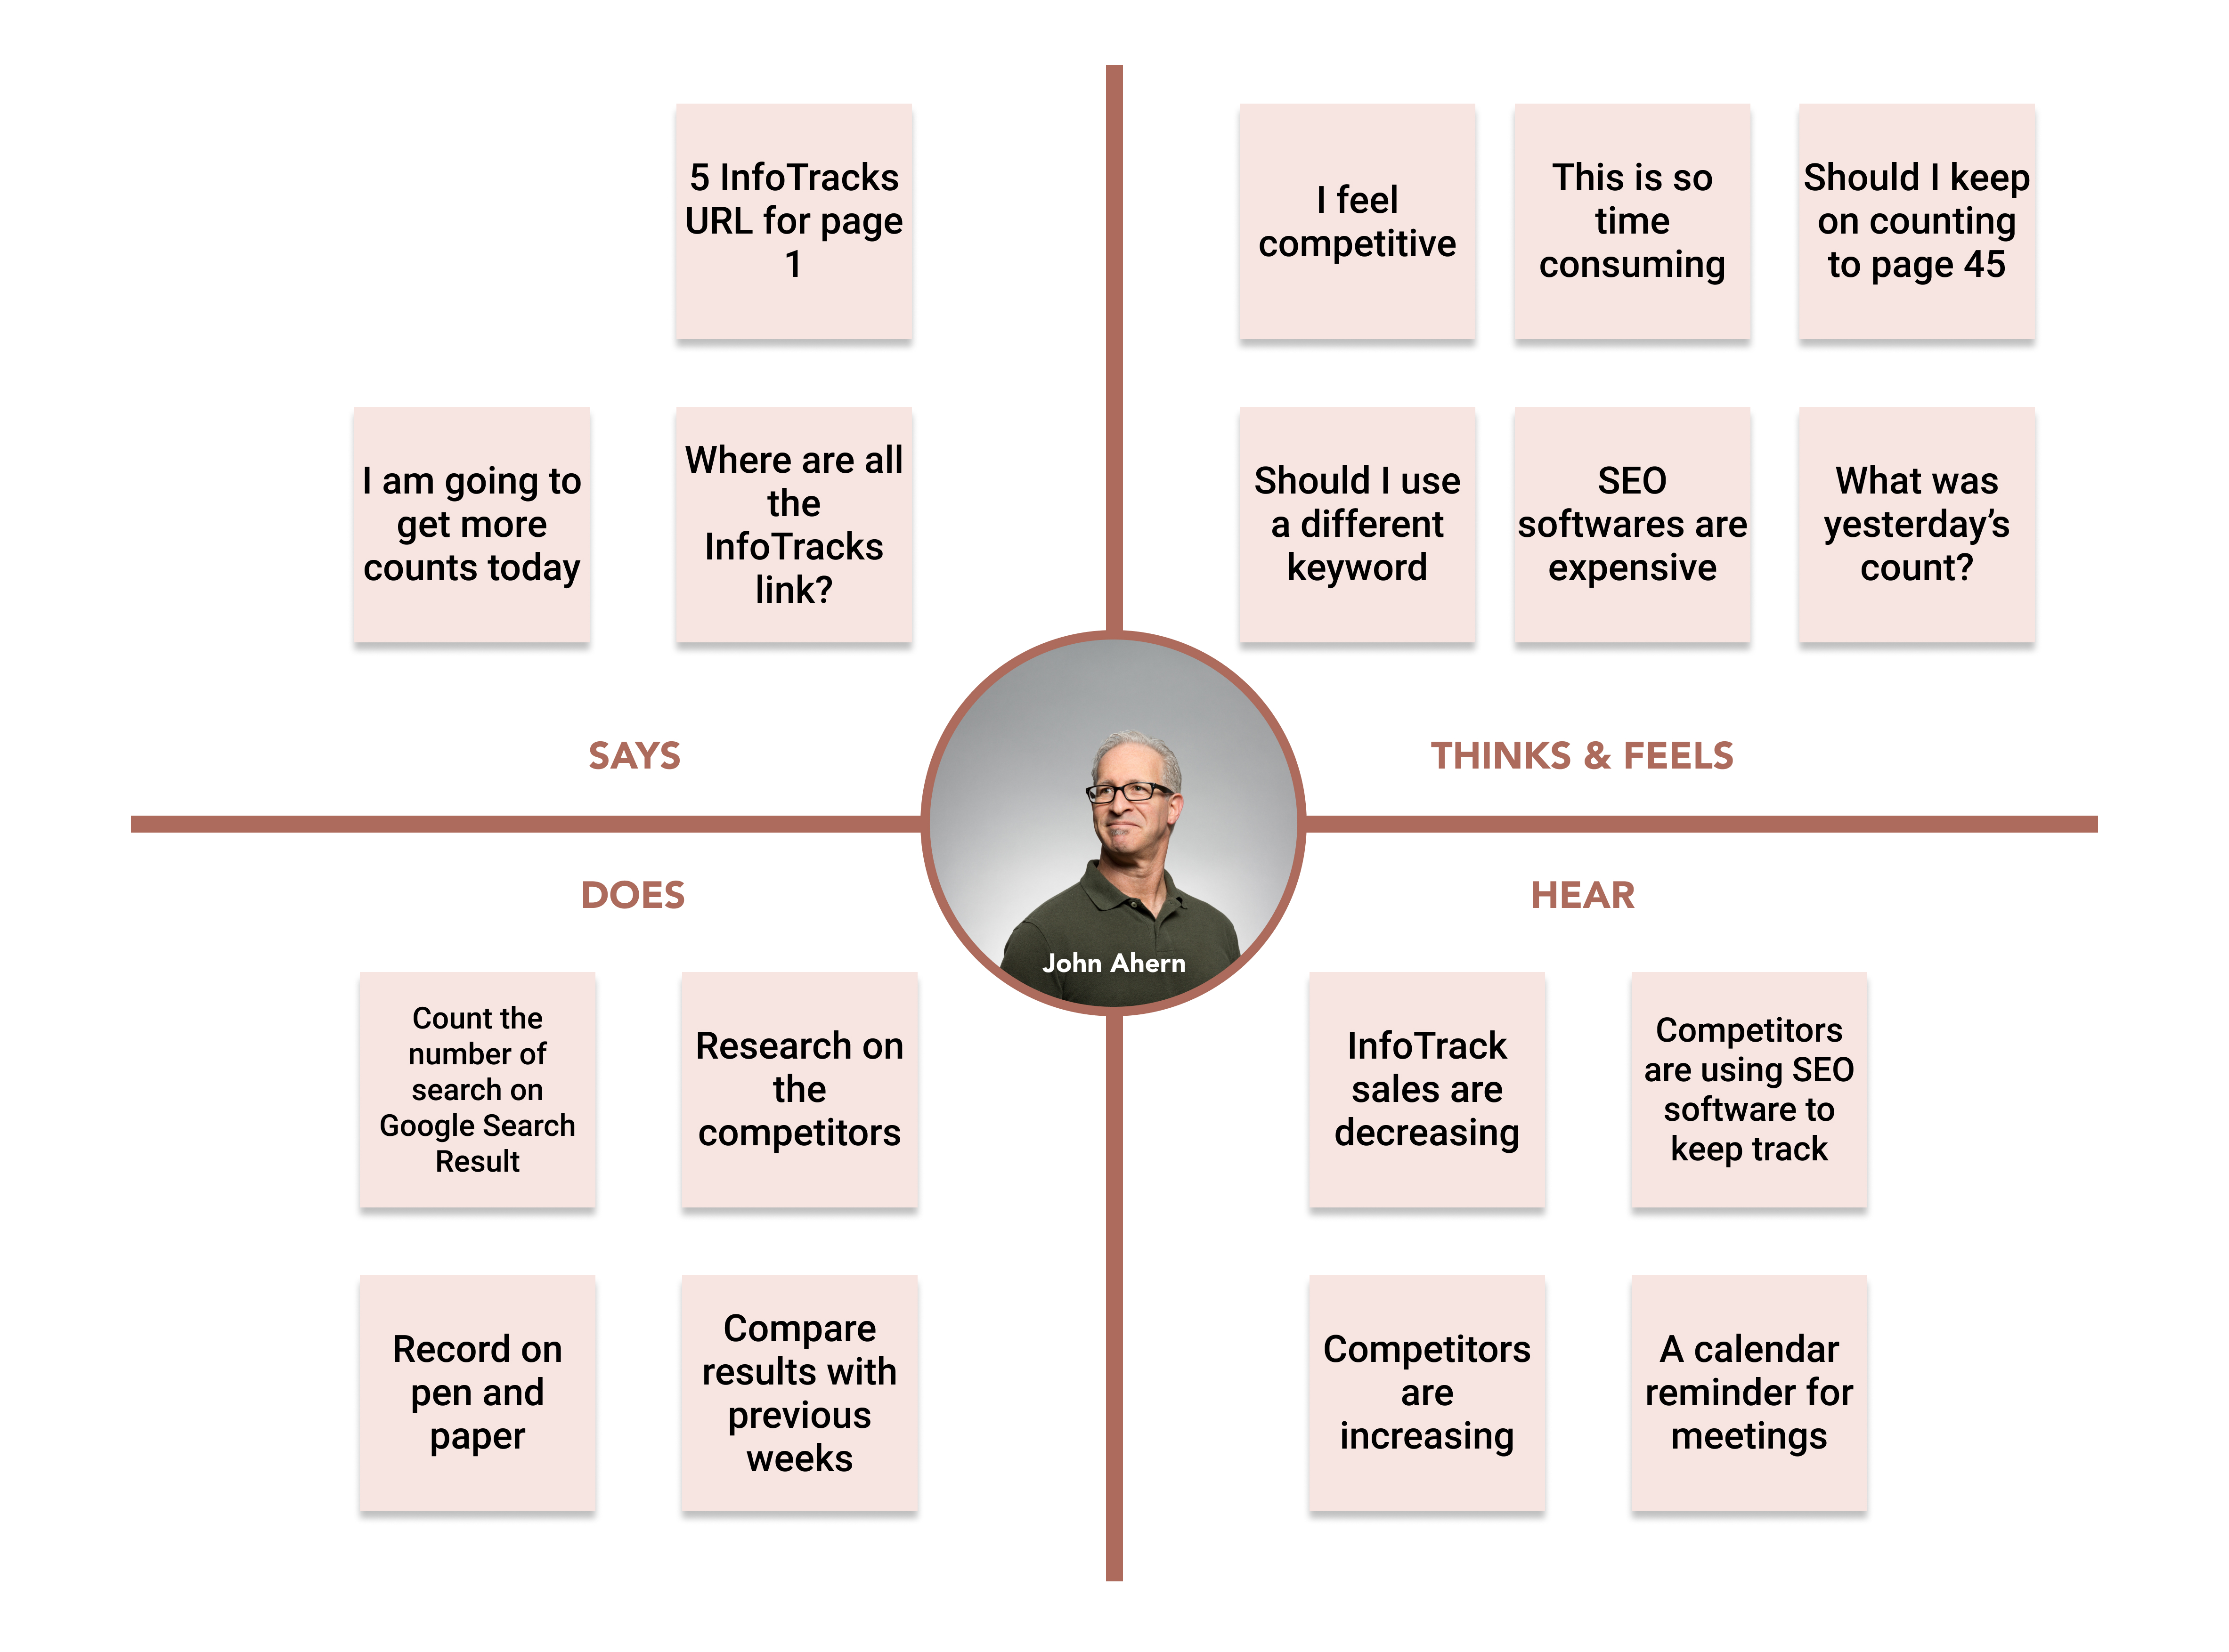 5 InfoTracks
URL for page
1
I am going to
get more
counts today
Where are all
the
InfoTracks
link?
SAYS
I feel
competitive
This is so
time
consuming
Should I keep
on counting
to page 45
Should I use
a different
keyword
SEO
softwares are
expensive
What was
yesterday’s
count?
THINKS & FEELS
John Ahern
DOES
Count the
number of
search on
Google Search
Result
Research on
the
competitors
Record on
pen and
paper
Compare
results with
previous
weeks
HEAR
InfoTrack
sales are
decreasing
Competitors
are using SEO
software to
keep track
Competitors
are
increasing
A calendar
reminder for
meetings